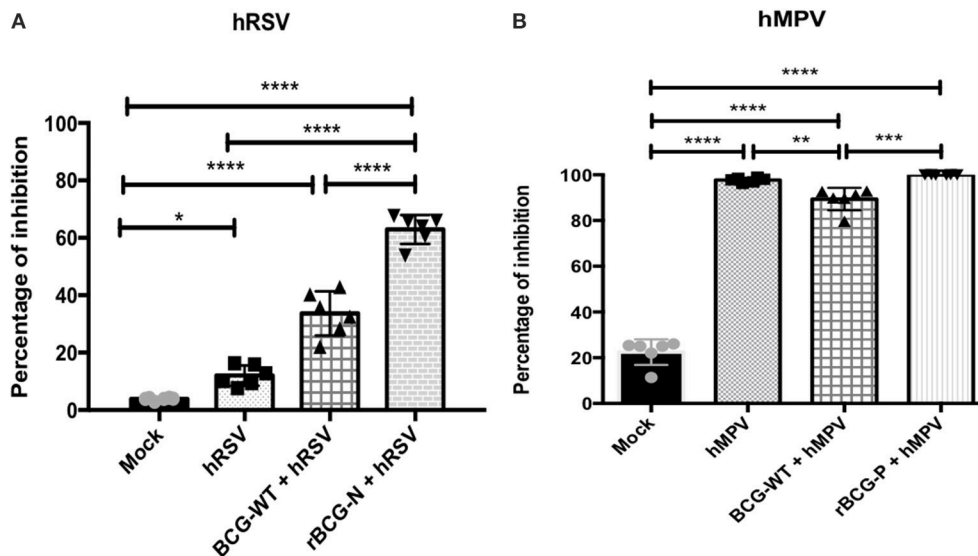 A
hRSV
****
****
****
****
*
100
80
60
40
20
0
Percentage of inhibition
Mock
hRSV
BCG-WT + hRSV
rBCG-N + hRSV
B
hMPV
****
****
****
**
***
100
80
60
40
20
0
Percentage of inhibition
Mock
hMPV
BCG-WT + hMPV
rBCG-P + hMPV